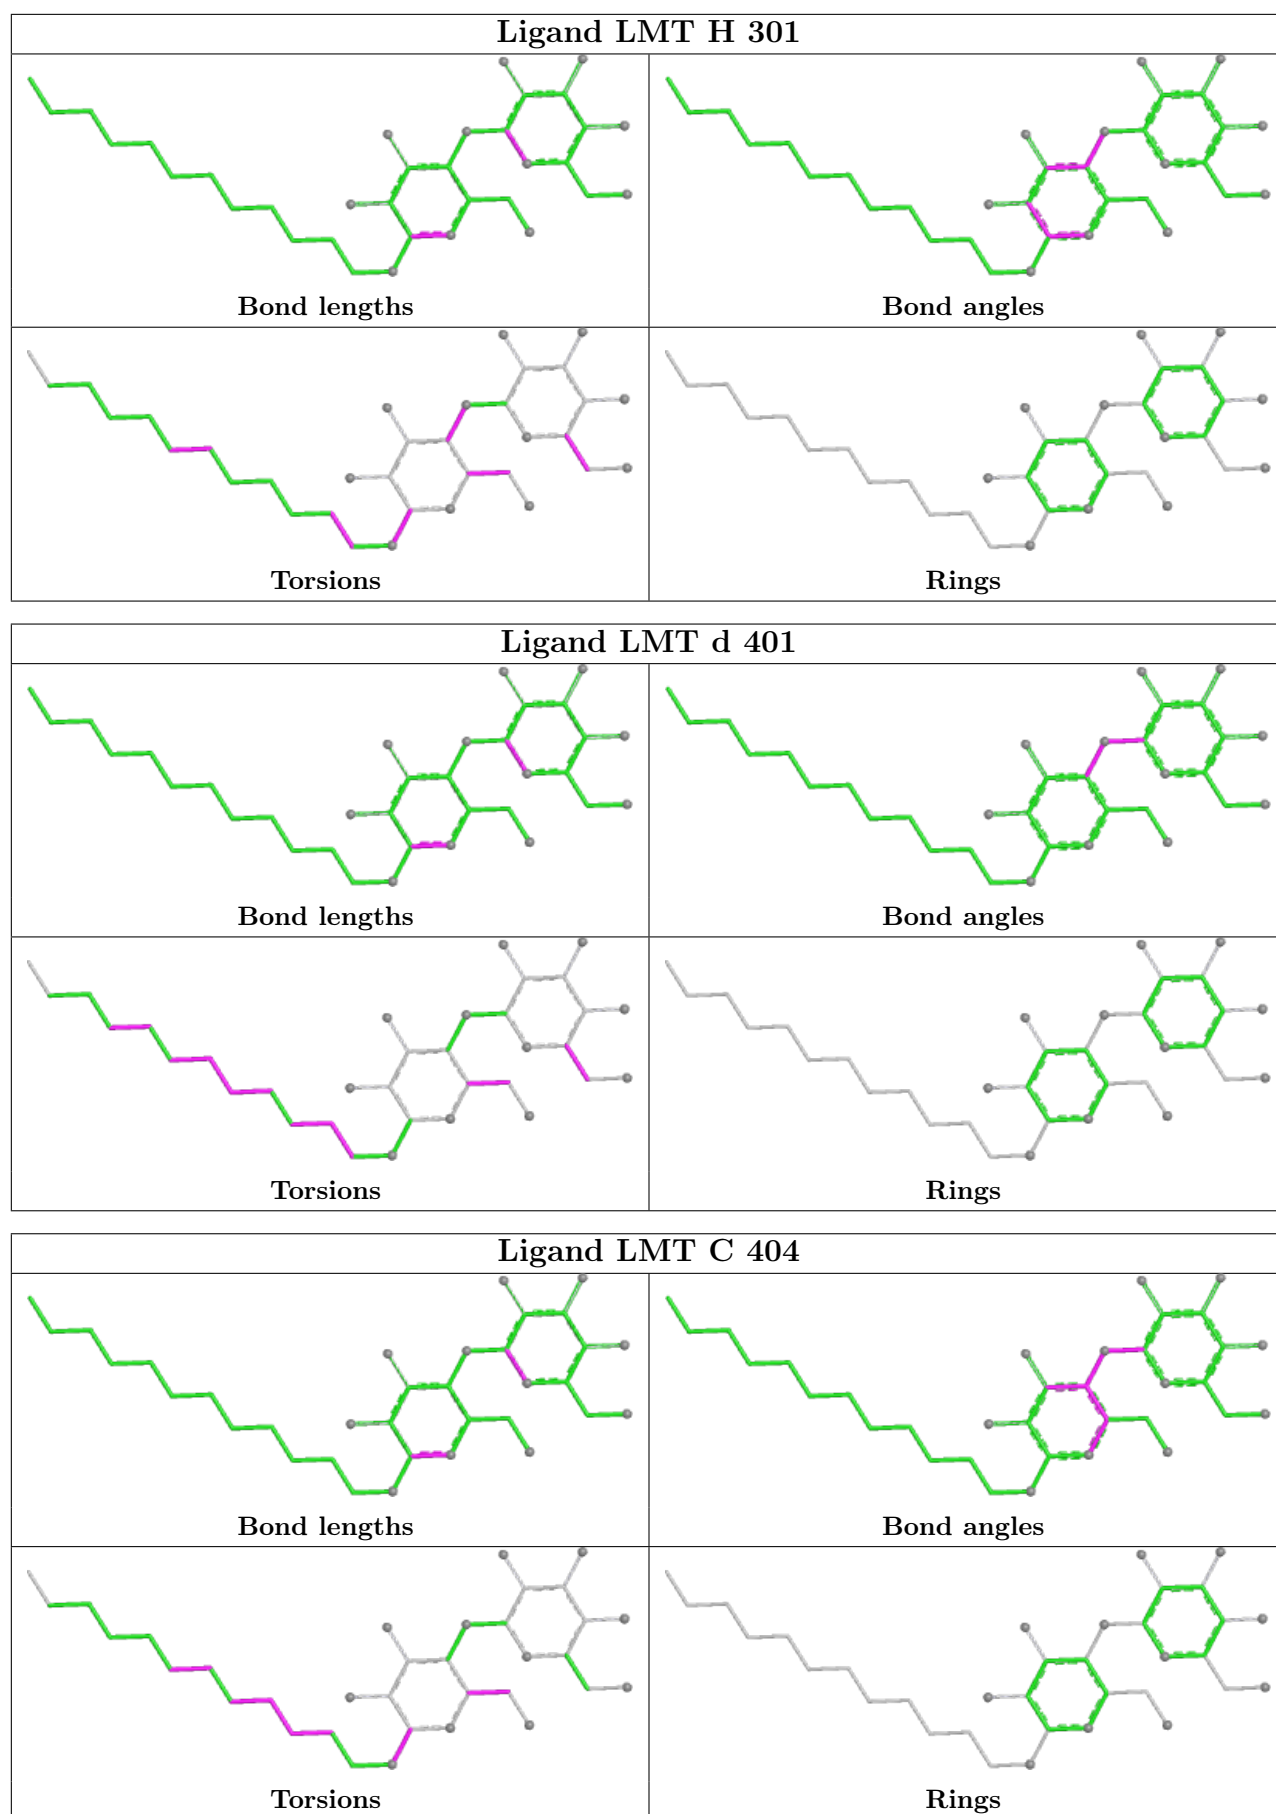 Ligand LMT H 301
Bond lengths
Bond angles
Torsions
Rings
Ligand LMT d 401
Bond lengths
Bond angles
Torsions
Rings
Ligand LMT C 404
Bond lengths
Bond angles
Torsions
Rings